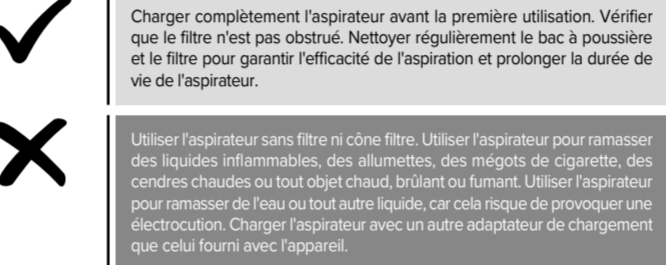 Charger complètement l'aspirateur avant la première utilisation. Vérifier
que le filtre n'est pas obstrué. Nettoyer régulièrement le bac à poussière
et le filtre pour garantir l'efficacité de l'aspiration et prolonger la durée de
vie de l'aspirateur.
Utiliser l'aspirateur sans filtre ni cône filtre. Utiliser l'aspirateur pour ramasser
des liquides inflammables, des allumettes, des mégots de cigarette, des
cendres chaudes ou tout objet chaud, brûlant ou fumant. Utiliser l'aspirateur
pour ramasser de l'eau ou tout autre liquide, car cela risque de provoquer une
électrocution. Charger l'aspirateur avec un autre adaptateur de chargement
que celui fourni avec l'appareil.